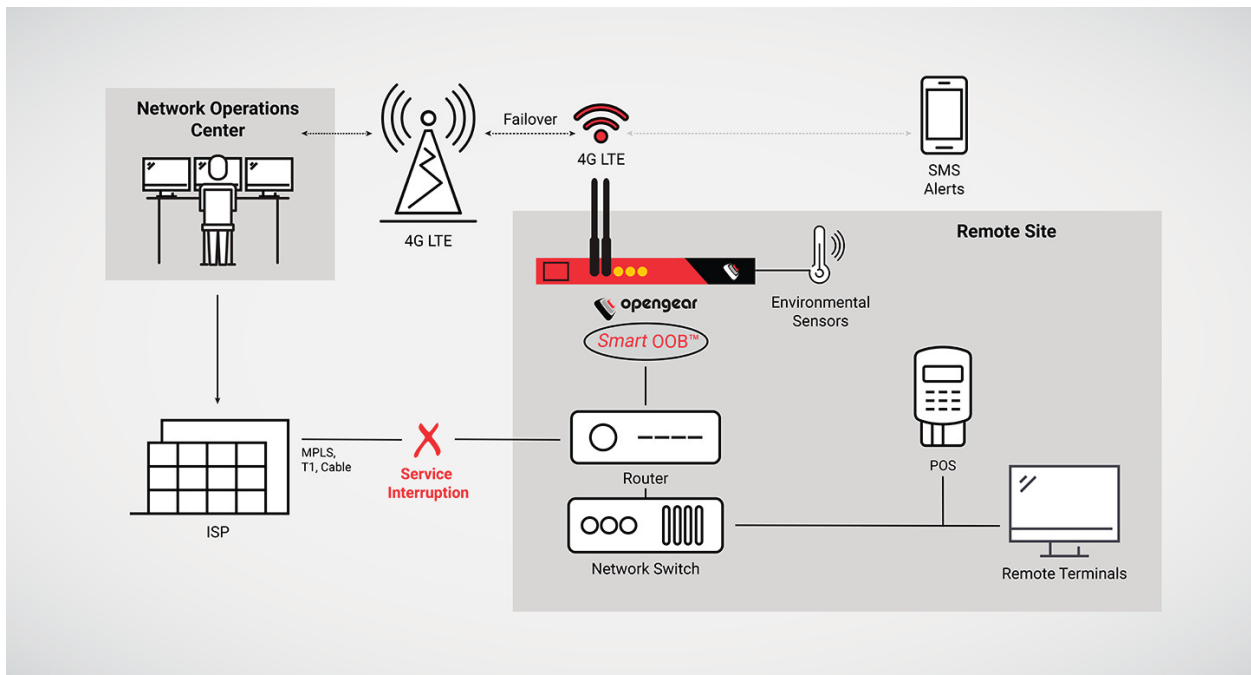 Network Operations
Center
4G LTE
Failover
4G LTE
SMS
Alerts
Remote Site
opengear
Smart OOB™
Environmental
Sensors
MPLS,
T1, Cable
Service
Interruption
ISP
Router
Network Switch
POS
Remote Terminals